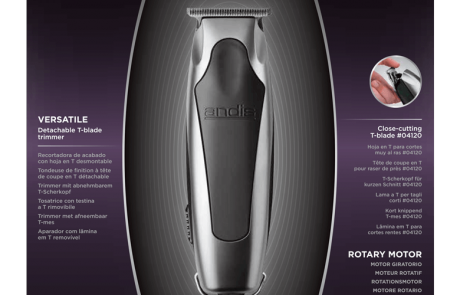 VERSATILE
Detachable T-blade
trimmer
Recortadora de acabado
con hoja en T desmontable
Tondeuse de finition à tête
de coupe en T détachable
Trimmer mit abnehmbarem
T-Scherkopf
Tosatrice con testina
a T rimovibile
Trimmer met afneembaar
T-mes
Aparador com lâmina
em T removível
andis
Close-cutting
T-blade #04120
Hoja en T para cortes
muy al ras #04120
Tête de coupe en T
pour raser de près #04120
T-Scherkopf für
kurzen Schnitt #04120
Lama a T per tagli
corti #04120
Kort knippend
T-mes #04120
Lâmina em T para
cortes rentes #04120
ROTARY MOTOR
MOTOR GIRATORIO
MOTEUR ROTATIF
ROTATIONSMOTOR
MOTORE ROTARIO